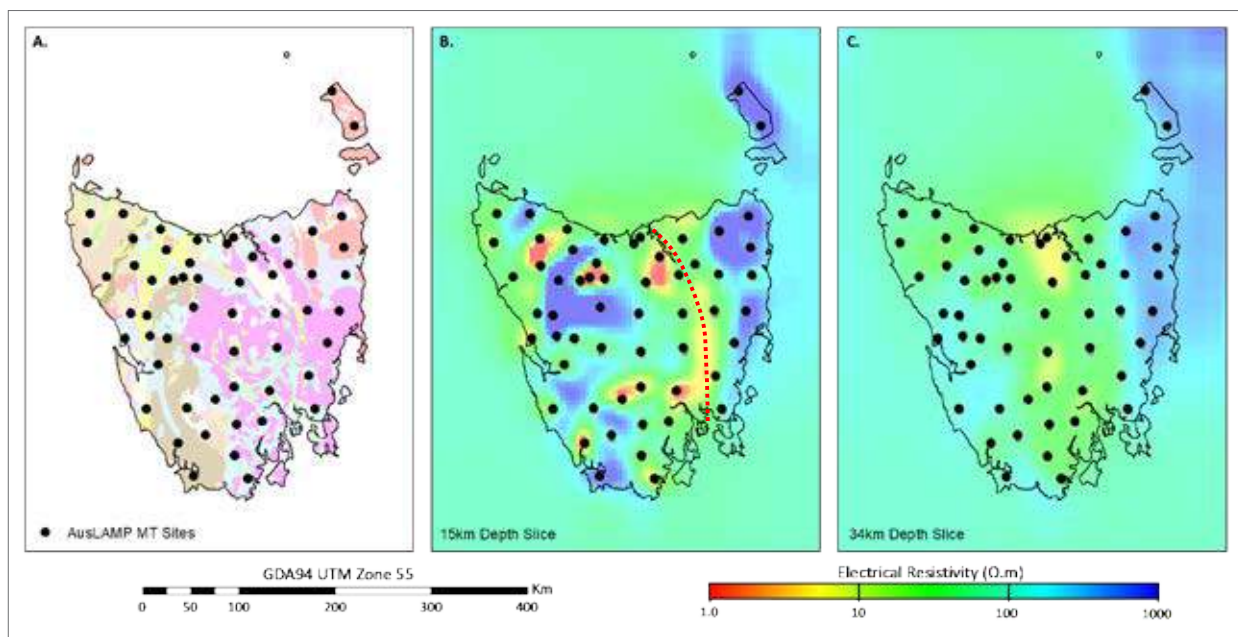 A.
B.
C.
AusLAMP MT Sites
15km Depth Slice
34km Depth Slice
GDA94 UTM Zone 55
Km
0 25 50 100 200 300 400
Electrical Resistivity (O.m)
1.0 10 100 1000